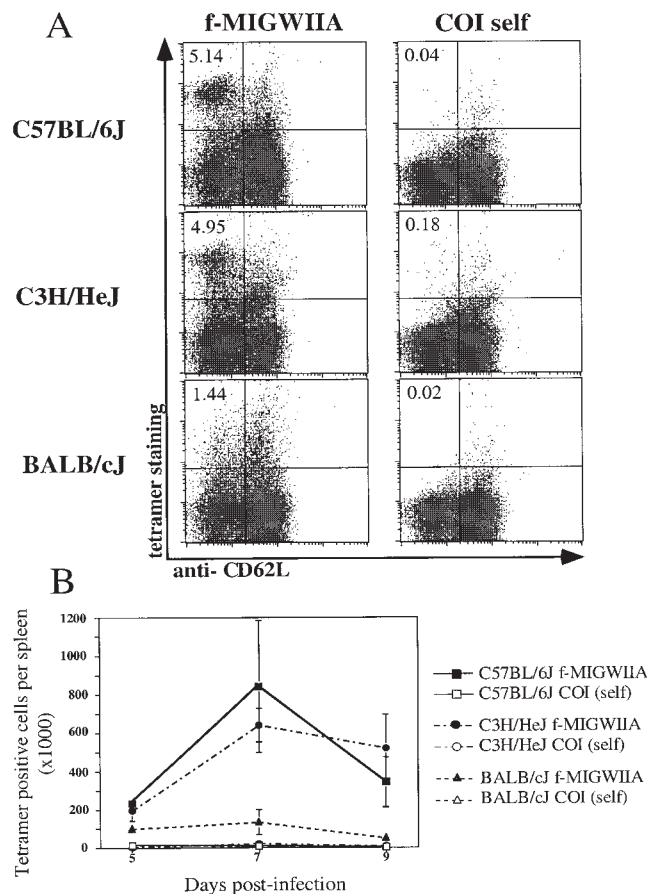 A
f-MIGWIIA
COI self
C57BL/6J
5.14
0.04
C3H/HeJ
4.95
0.18
BALB/cJ
1.44
0.02
tetramer staining
anti- CD62L
B
Tetramer positive cells per spleen
(x1000)
1200
1000
800
600
400
200
0
5
7
9
Days post-infection
C57BL/6J f-MIGWIIA
C57BL/6J COI (self)
C3H/HeJ f-MIGWIIA
C3H/HeJ COI (self)
BALB/cJ f-MIGWIIA
BALB/cJ COI (self)